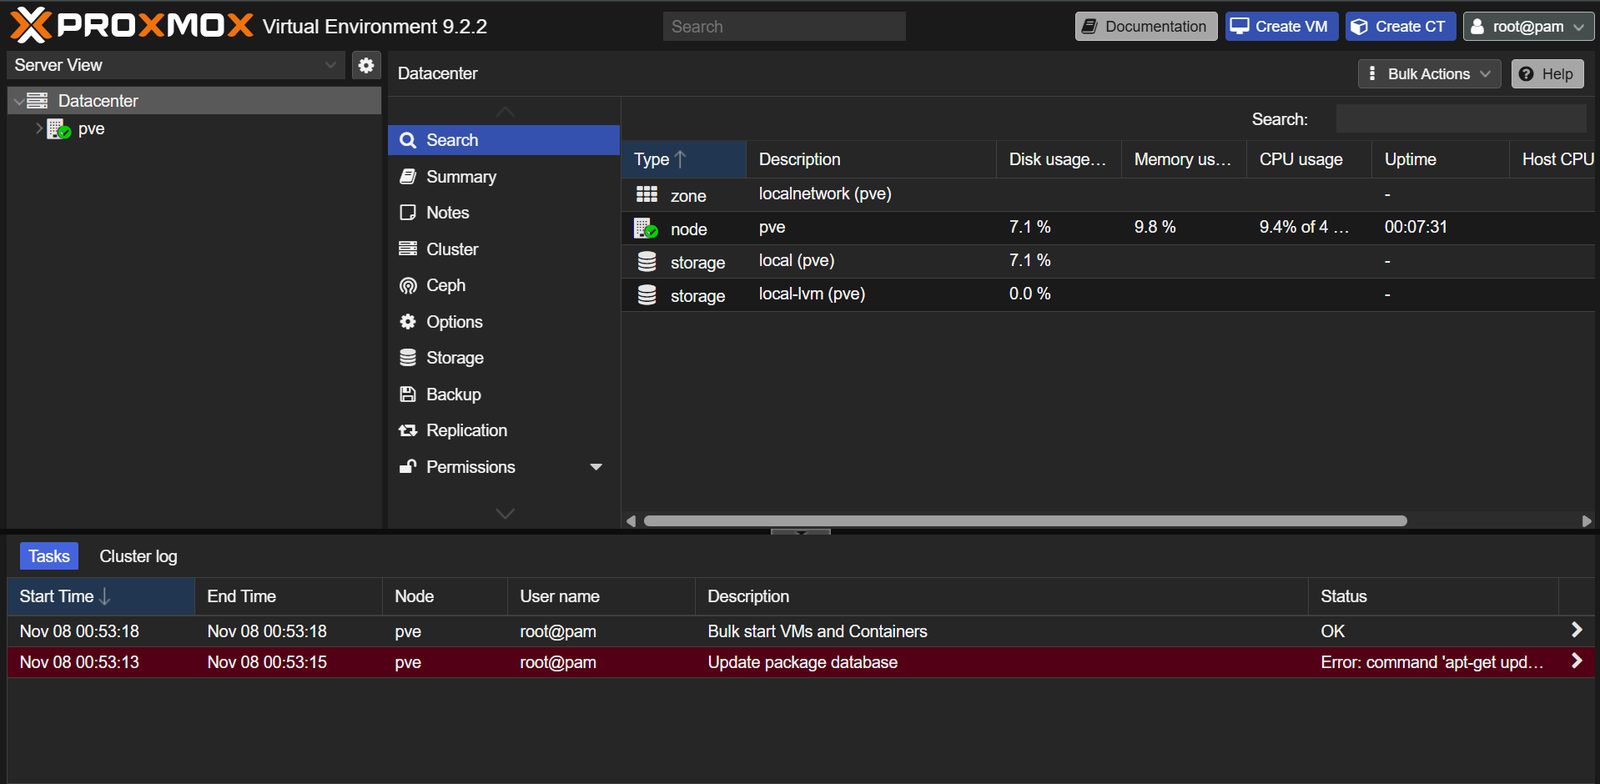 PROXMOX Virtual Environment 9.2.2 Search Documentation Create VM Create CT root@pam
Server View
Datacenter
pve
Datacenter Bulk Actions Help
Search
Summary
Notes
Cluster
Ceph
Options
Storage
Backup
Replication
Permissions
Search:
Type Description Disk usage... Memory us... CPU usage Uptime Host CPU
zone localnetwork (pve) -
node pve 7.1 % 9.8 % 9.4% of 4 ... 00:07:31
storage local (pve) 7.1 % -
storage local-lvm (pve) 0.0 % -
Tasks Cluster log
Start Time End Time Node User name Description Status
Nov 08 00:53:18 Nov 08 00:53:18 pve root@pam Bulk start VMs and Containers OK
Nov 08 00:53:13 Nov 08 00:53:15 pve root@pam Update package database Error: command 'apt-get upd...